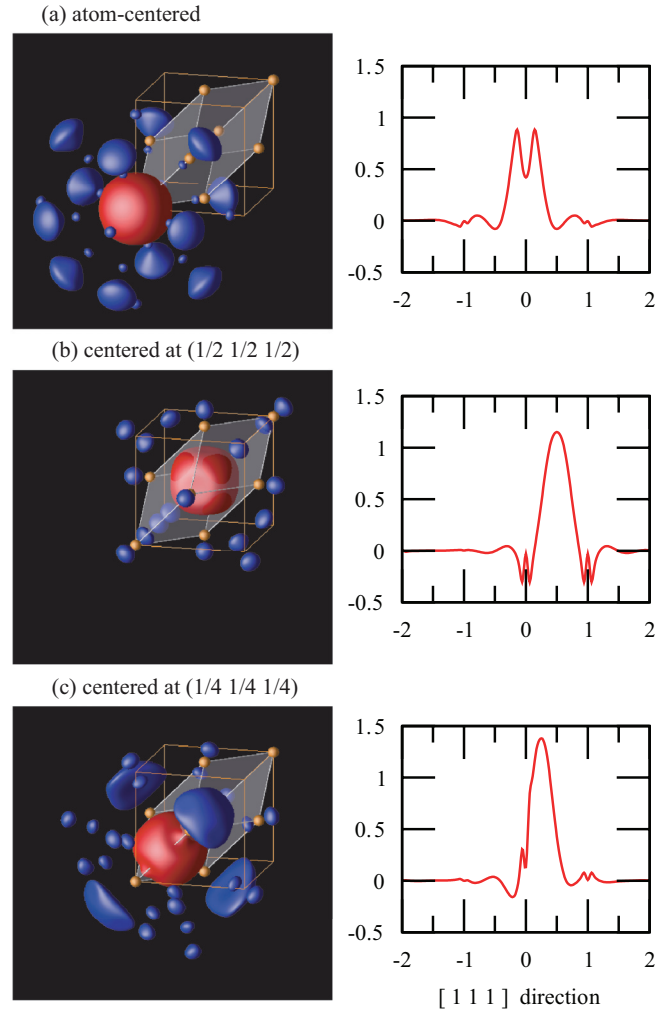 (a) atom-centered
1.5
1
0.5
0
-0.5
-2 -1 0 1 2
(b) centered at (1/2 1/2 1/2)
1.5
1
0.5
0
-0.5
-2 -1 0 1 2
(c) centered at (1/4 1/4 1/4)
1.5
1
0.5
0
-0.5
-2 -1 0 1 2
[ 1 1 1 ] direction